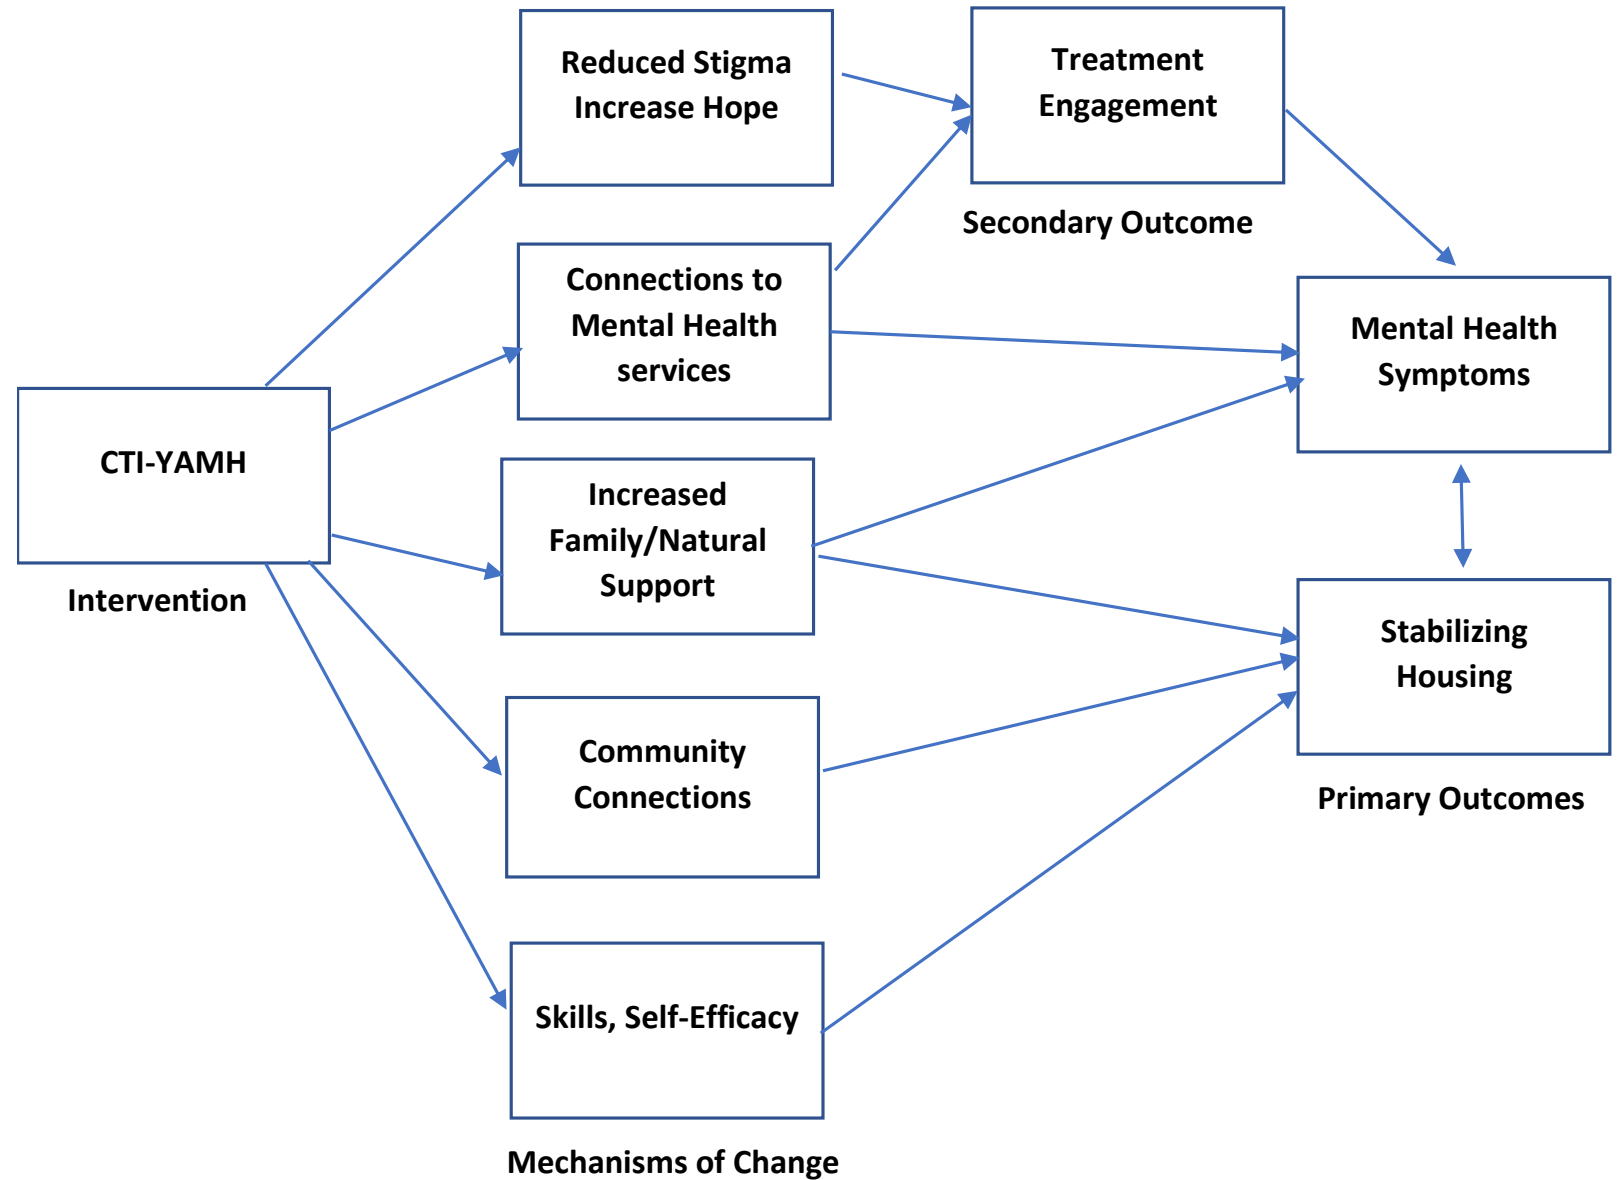 Reduced Stigma
Increase Hope
Treatment
Engagement
Secondary Outcome
Connections to
Mental Health
services
Mental Health
Symptoms
CTI-YAMH
Intervention
Increased
Family/Natural
Support
Stabilizing
Housing
Primary Outcomes
Community
Connections
Skills, Self-Efficacy
Mechanisms of Change